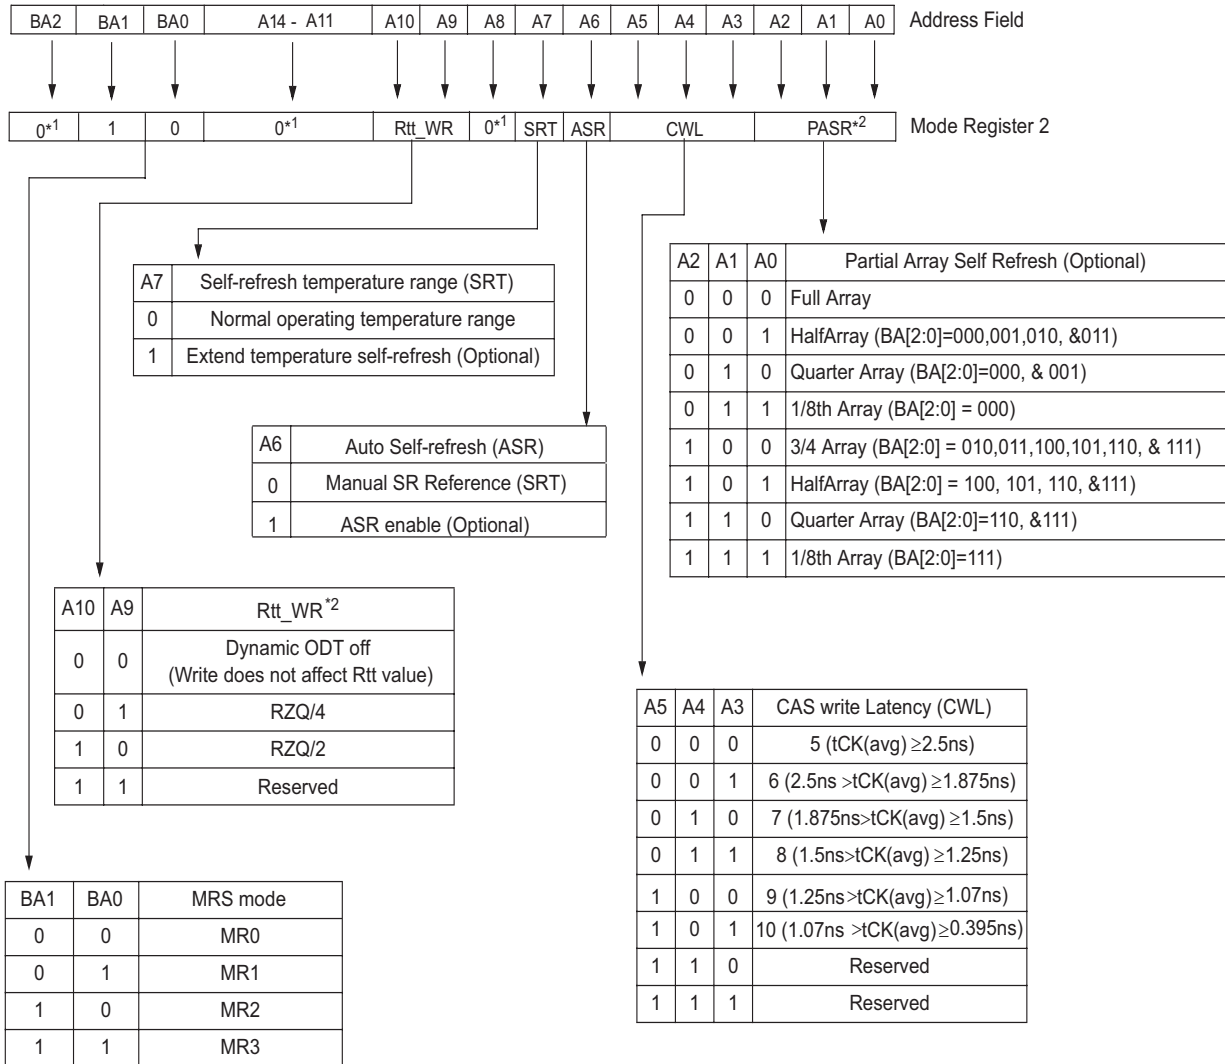 BA2 BA1 BA0 A14 - A11 A10 A9 A8 A7 A6 A5 A4 A3 A2 A1 A0 Address Field
0*1 1 0 0*1 Rtt_WR 0*1 SRT ASR CWL PASR*2 Mode Register 2
A7 Self-refresh temperature range (SRT)
0 Normal operating temperature range
1 Extend temperature self-refresh (Optional)
A2 A1 A0 Partial Array Self Refresh (Optional)
0 0 0 Full Array
0 0 1 HalfArray (BA[2:0]=000,001,010, &011)
0 1 0 Quarter Array (BA[2:0]=000, & 001)
0 1 1 1/8th Array (BA[2:0] = 000)
1 0 0 3/4 Array (BA[2:0] = 010,011,100,101,110, & 111)
1 0 1 HalfArray (BA[2:0] = 100, 101, 110, &111)
1 1 0 Quarter Array (BA[2:0]=110, &111)
1 1 1 1/8th Array (BA[2:0]=111)
A6 Auto Self-refresh (ASR)
0 Manual SR Reference (SRT)
1 ASR enable (Optional)
A10 A9 Rtt_WR*2
0 0 Dynamic ODT off
(Write does not affect Rtt value)
0 1 RZQ/4
1 0 RZQ/2
1 1 Reserved
A5 A4 A3 CAS write Latency (CWL)
0 0 0 5 (tCK(avg) ≥2.5ns)
0 0 1 6 (2.5ns >tCK(avg) ≥1.875ns)
0 1 0 7 (1.875ns>tCK(avg) ≥1.5ns)
0 1 1 8 (1.5ns>tCK(avg) ≥1.25ns)
1 0 0 9 (1.25ns>tCK(avg) ≥1.07ns)
1 0 1 10 (1.07ns >tCK(avg)≥0.395ns)
1 1 0 Reserved
1 1 1 Reserved
BA1 BA0 MRS mode
0 0 MR0
0 1 MR1
1 0 MR2
1 1 MR3